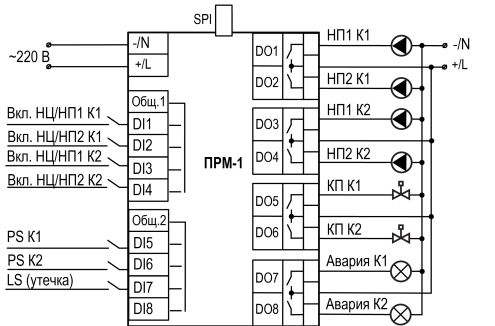 SPI
~220 В
-/N
+/L
Общ.1
Вкл. НЦ/НП1 К1
DI1
Вкл. НЦ/НП2 К1
DI2
Вкл. НЦ/НП1 К2
DI3
Вкл. НЦ/НП2 К2
DI4
Общ.2
PS К1
DI5
PS К2
DI6
LS (утечка)
DI7
DI8
ПРМ-1
DO1
НП1 К1
DO2
НП2 К1
DO3
НП1 К2
DO4
НП2 К2
DO5
КП К1
DO6
КП К2
DO7
Авария К1
DO8
Авария К2
-/N
+/L